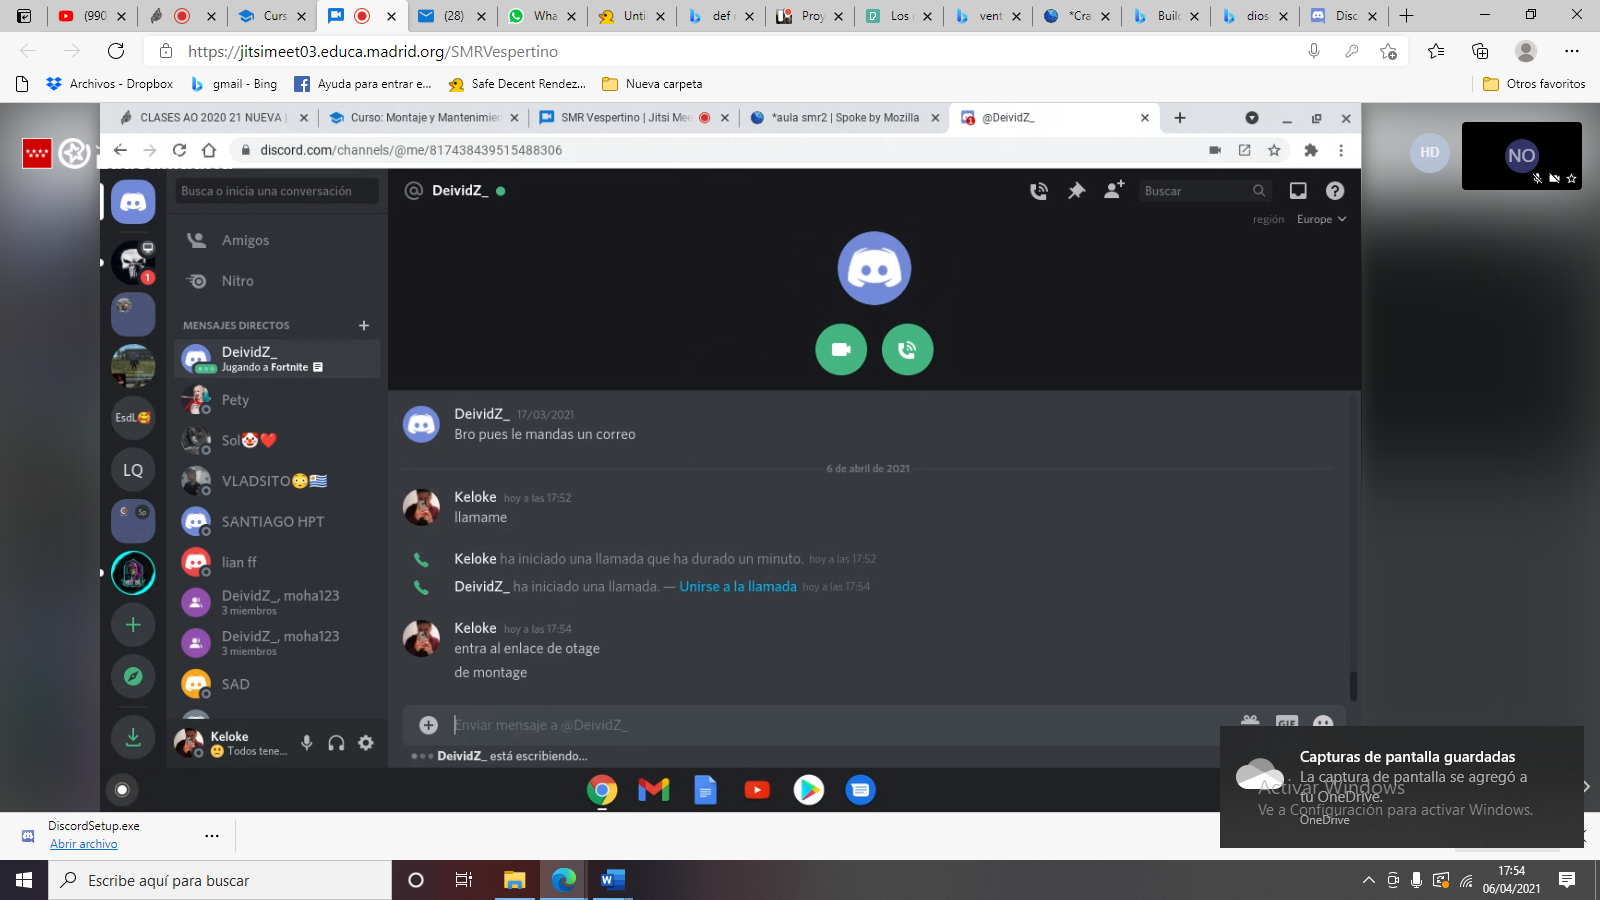 (990
Curs
(28)
Wha
Unti
def c
Proy
Los r
vent
*Cra
Build
dios
Disc
https://jitsimeet03.educa.madrid.org/SMRVespertino
Archivos - Dropbox
gmail - Bing
Ayuda para entrar e...
Safe Decent Rendez...
Nueva carpeta
Otros favoritos
CLASES AO 2020 21 NUEVA |
Curso: Montaje y Mantenimien
SMR Vespertino | Jitsi Mee
*aula smr2 | Spoke by Mozilla
@DeividZ_
discord.com/channels/@me/817438439515488306
HD
NO
Busca o inicia una conversación
DeividZ_
Buscar
región
Europe
Amigos
Nitro
MENSAJES DIRECTOS
DeividZ_
Jugando a Fortnite
Pety
Sol🤡❤️
VLADSITO😳🇺🇾
SANTIAGO HPT
lian ff
DeividZ_, moha123
3 miembros
DeividZ_, moha123
3 miembros
SAD
1
EsdL🥰
LQ
Sp
Keloke
🙁 Todos tene...
DeividZ_ 17/03/2021
Bro pues le mandas un correo
6 de abril de 2021
Keloke hoy a las 17:52
llamame
Keloke ha iniciado una llamada que ha durado un minuto. hoy a las 17:52
DeividZ_ ha iniciado una llamada. — Unirse a la llamada hoy a las 17:54
Keloke hoy a las 17:54
entra al enlace de otage
de montage
Enviar mensaje a @DeividZ_
GIF
DeividZ_ está escribiendo...
Capturas de pantalla guardadas
La captura de pantalla se agregó a
tu OneDrive.
OneDrive
Activar Windows
Ve a Configuración para activar Windows.
DiscordSetup.exe
Abrir archivo
Escribe aquí para buscar
17:54
06/04/2021